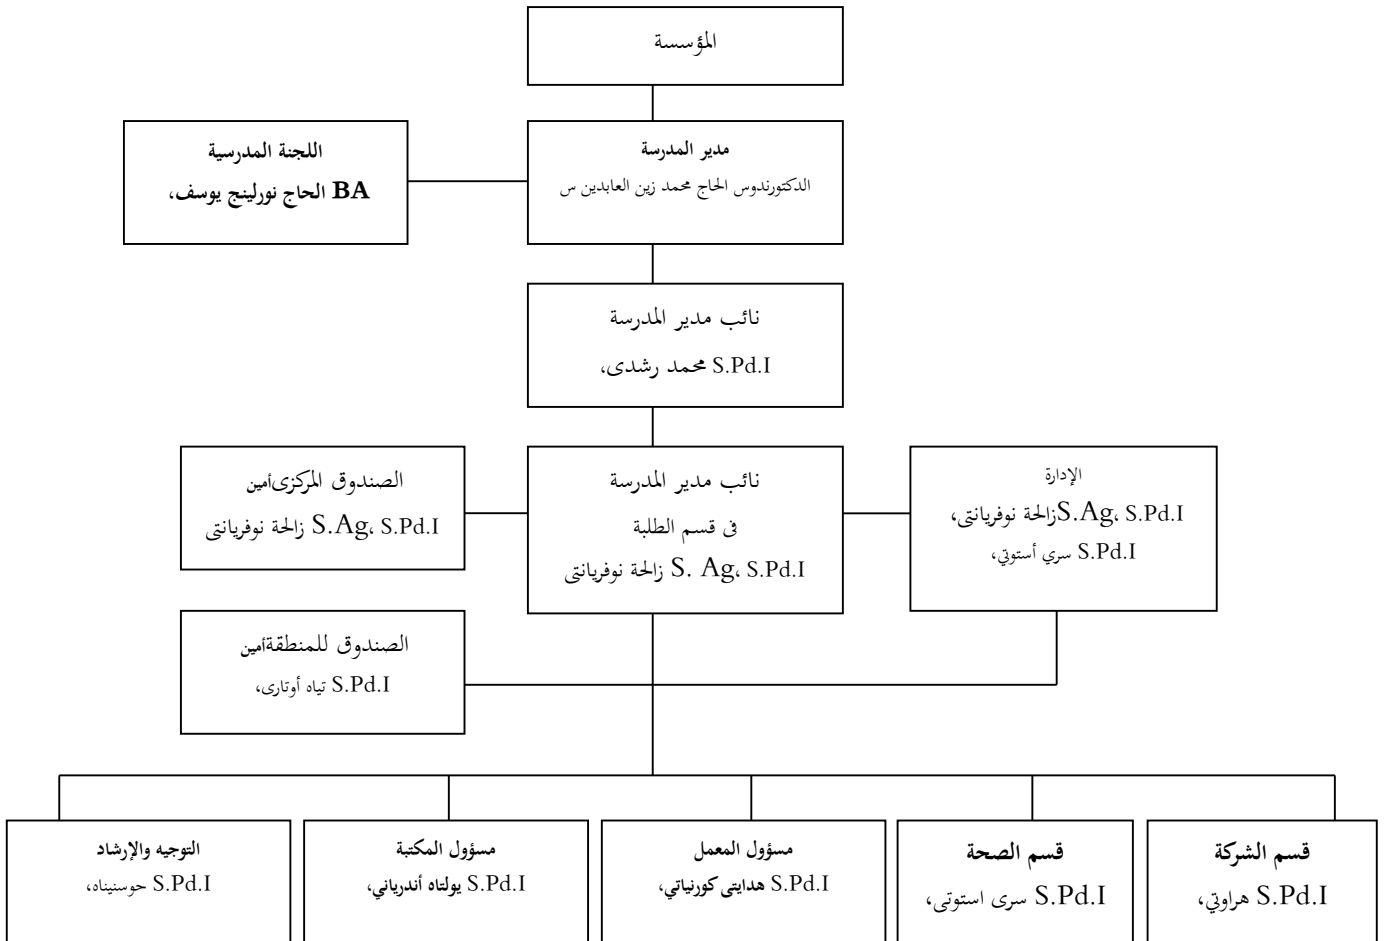 المؤسسة
مدير المدرسة
الدكتورندوس الحاج محمد زين العابدين س
اللجنة المدرسية
الحاج نورلينج يوسف، BA
نائب مدير المدرسة
محمد رشدى، S.Pd.I
نائب مدير المدرسة
فى قسم الطلبة
زالحة نوفريانتى S. Ag، S.Pd.I
الإدارة
زالحة نوفريانتى، S.Ag، S.Pd.I
سري أستوتي، S.Pd.I
الصندوق المركزىأمين
زالحة نوفريانتى S.Ag، S.Pd.I
الصندوق للمنطقةأمين
تياه أوتارى، S.Pd.I
قسم الشركة
هراوتي، S.Pd.I
قسم الصحة
سرى استوتى، S.Pd.I
مسؤول المعمل
هدايتى كورنياتي، S.Pd.I
مسؤول المكتبة
يولتاه أندرياني، S.Pd.I
التوجيه والإرشاد
حوسنيناه، S.Pd.I